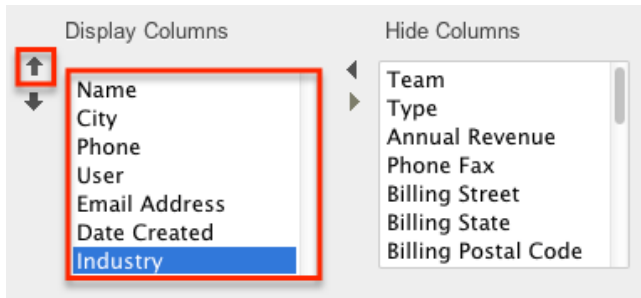 Display Columns
Name
City
Phone
User
Email Address
Date Created
Industry
Hide Columns
Team
Type
Annual Revenue
Phone Fax
Billing Street
Billing State
Billing Postal Code